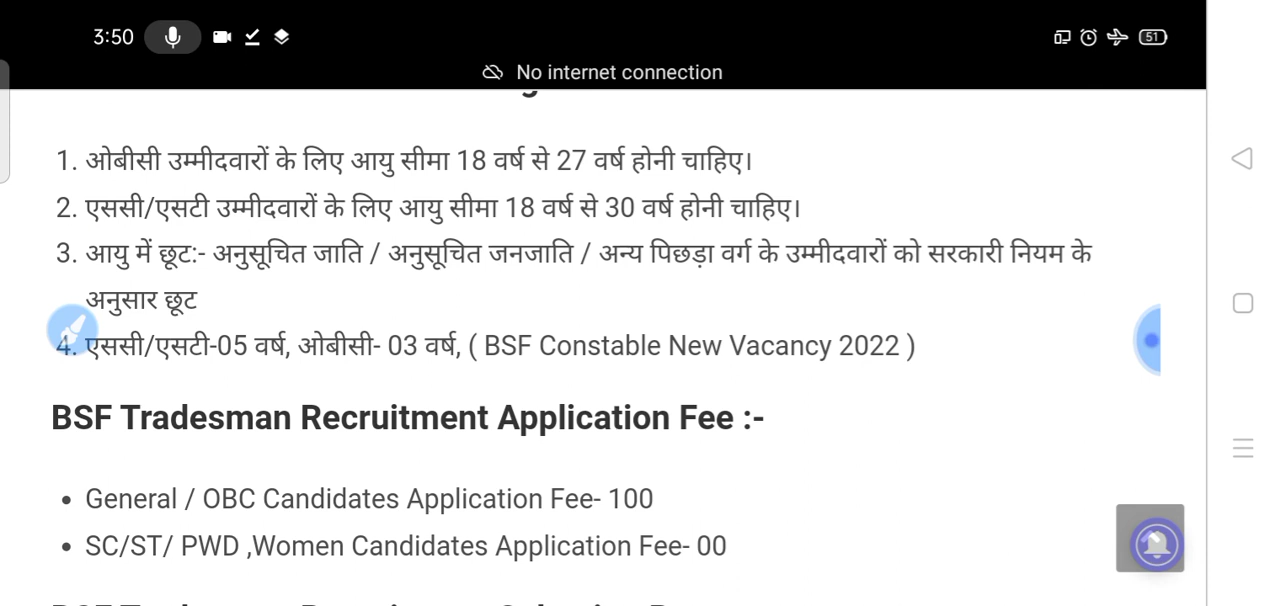 3:50
51
No internet connection
1. ओबीसी उम्मीदवारों के लिए आयु सीमा 18 वर्ष से 27 वर्ष होनी चाहिए।
2. एससी/एसटी उम्मीदवारों के लिए आयु सीमा 18 वर्ष से 30 वर्ष होनी चाहिए।
3. आयु में छूट:- अनुसूचित जाति / अनुसूचित जनजाति / अन्य पिछड़ा वर्ग के उम्मीदवारों को सरकारी नियम के
अनुसार छूट
4. एससी/एसटी-05 वर्ष, ओबीसी- 03 वर्ष, ( BSF Constable New Vacancy 2022 )
BSF Tradesman Recruitment Application Fee :-
• General / OBC Candidates Application Fee- 100
• SC/ST/ PWD ,Women Candidates Application Fee- 00